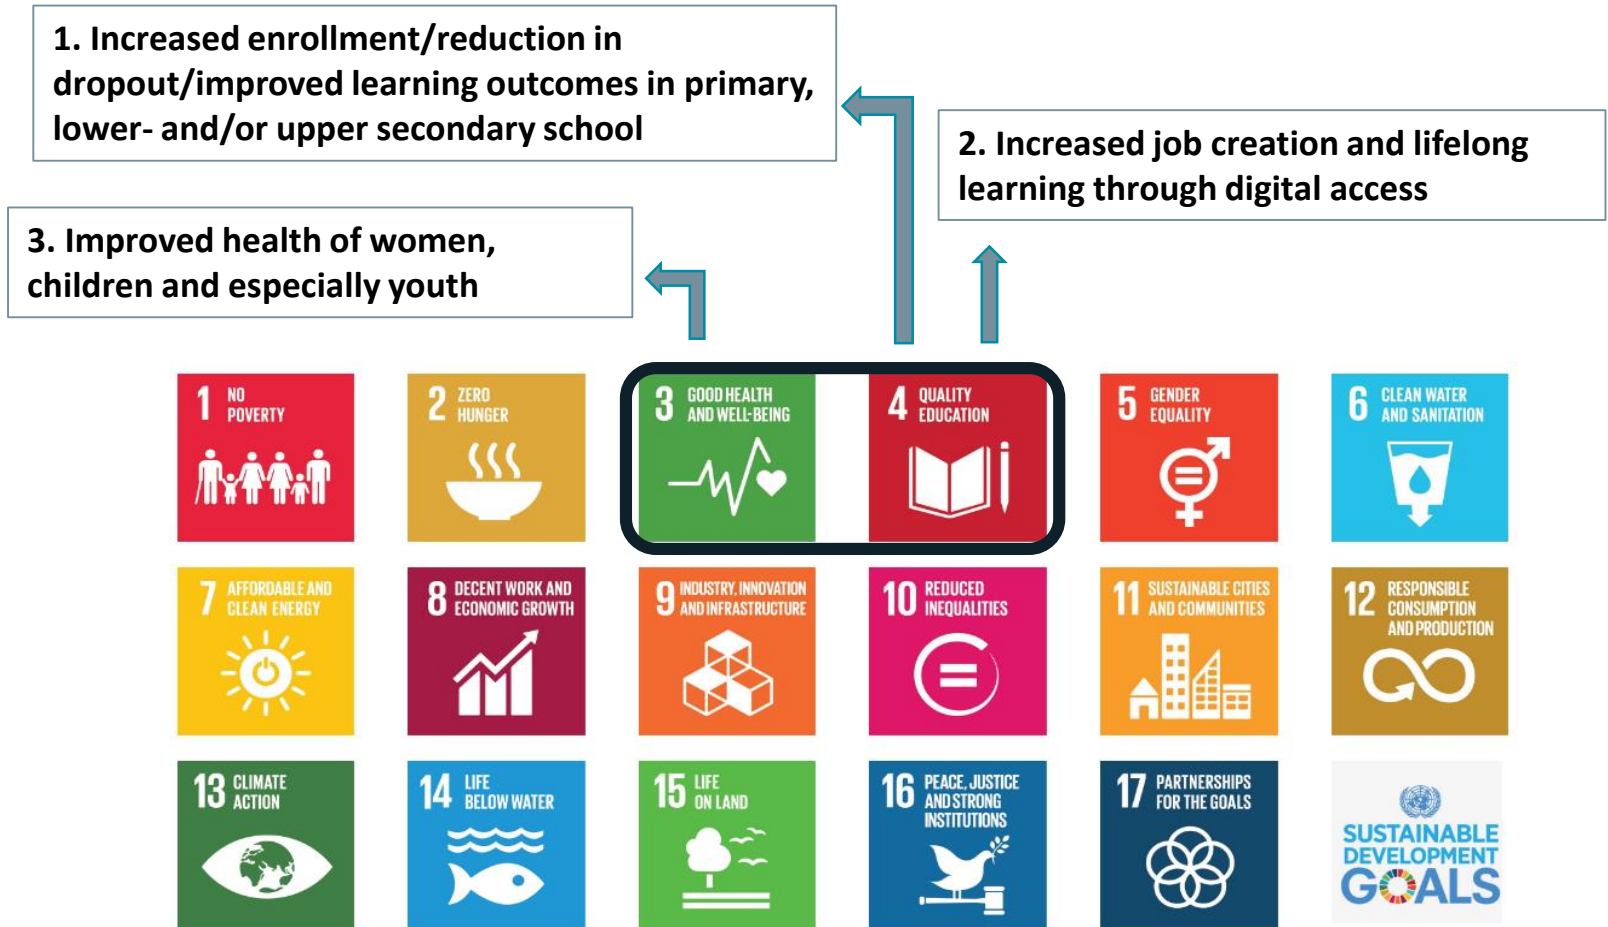 1. Increased enrollment/reduction in
dropout/improved learning outcomes in primary,
lower- and/or upper secondary school
2. Increased job creation and lifelong
learning through digital access
3. Improved health of women,
children and especially youth
1 NO
POVERTY
2 ZERO
HUNGER
3 GOOD HEALTH
AND WELL-BEING
4 QUALITY
EDUCATION
5 GENDER
EQUALITY
6 CLEAN WATER
AND SANITATION
7 AFFORDABLE AND
CLEAN ENERGY
8 DECENT WORK AND
ECONOMIC GROWTH
9 INDUSTRY, INNOVATION
AND INFRASTRUCTURE
10 REDUCED
INEQUALITIES
11 SUSTAINABLE CITIES
AND COMMUNITIES
12 RESPONSIBLE
CONSUMPTION
AND PRODUCTION
13 CLIMATE
ACTION
14 LIFE
BELOW WATER
15 LIFE
ON LAND
16 PEACE, JUSTICE
AND STRONG
INSTITUTIONS
17 PARTNERSHIPS
FOR THE GOALS
SUSTAINABLE
DEVELOPMENT
GOALS